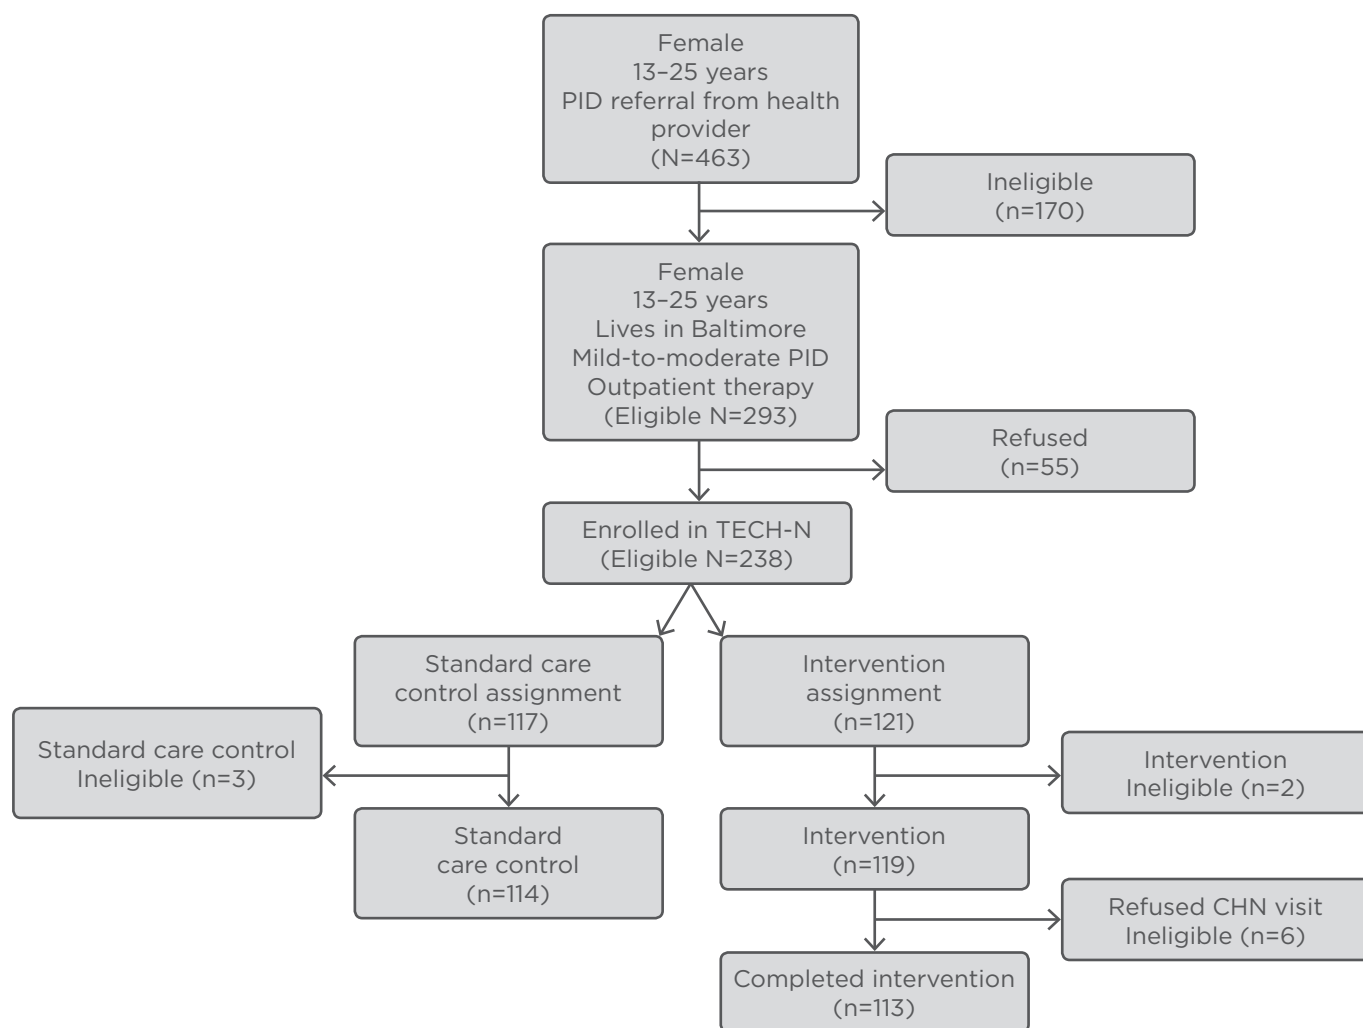 Female
13–25 years
PID referral from health
provider
(N=463)
Ineligible
(n=170)
Female
13–25 years
Lives in Baltimore
Mild-to-moderate PID
Outpatient therapy
(Eligible N=293)
Refused
(n=55)
Enrolled in TECH-N
(Eligible N=238)
Standard care
control assignment
(n=117)
Intervention
assignment
(n=121)
Standard care control
Ineligible (n=3)
Intervention
Ineligible (n=2)
Standard
care control
(n=114)
Intervention
(n=119)
Refused CHN visit
Ineligible (n=6)
Completed intervention
(n=113)